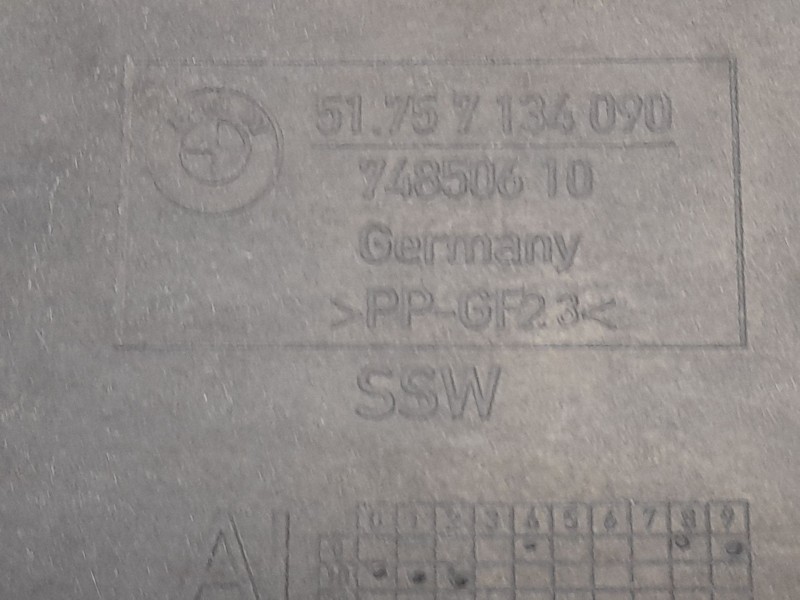 51.75 7 134 090
748506 10
Germany
>PP-GF23<
SSW
A 0 1 2 3 4 5 6 7 8 9